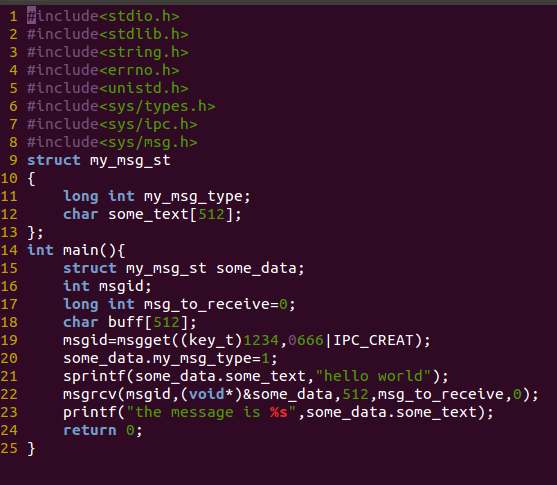 1 #include<stdio.h>
2 #include<stdlib.h>
3 #include<string.h>
4 #include<errno.h>
5 #include<unistd.h>
6 #include<sys/types.h>
7 #include<sys/ipc.h>
8 #include<sys/msg.h>
9 struct my_msg_st
10 {
11     long int my_msg_type;
12     char some_text[512];
13 };
14 int main(){
15     struct my_msg_st some_data;
16     int msgid;
17     long int msg_to_receive=0;
18     char buff[512];
19     msgid=msgget((key_t)1234,0666|IPC_CREAT);
20     some_data.my_msg_type=1;
21     sprintf(some_data.some_text,"hello world");
22     msgrcv(msgid,(void*)&some_data,512,msg_to_receive,0);
23     printf("the message is %s",some_data.some_text);
24     return 0;
25 }